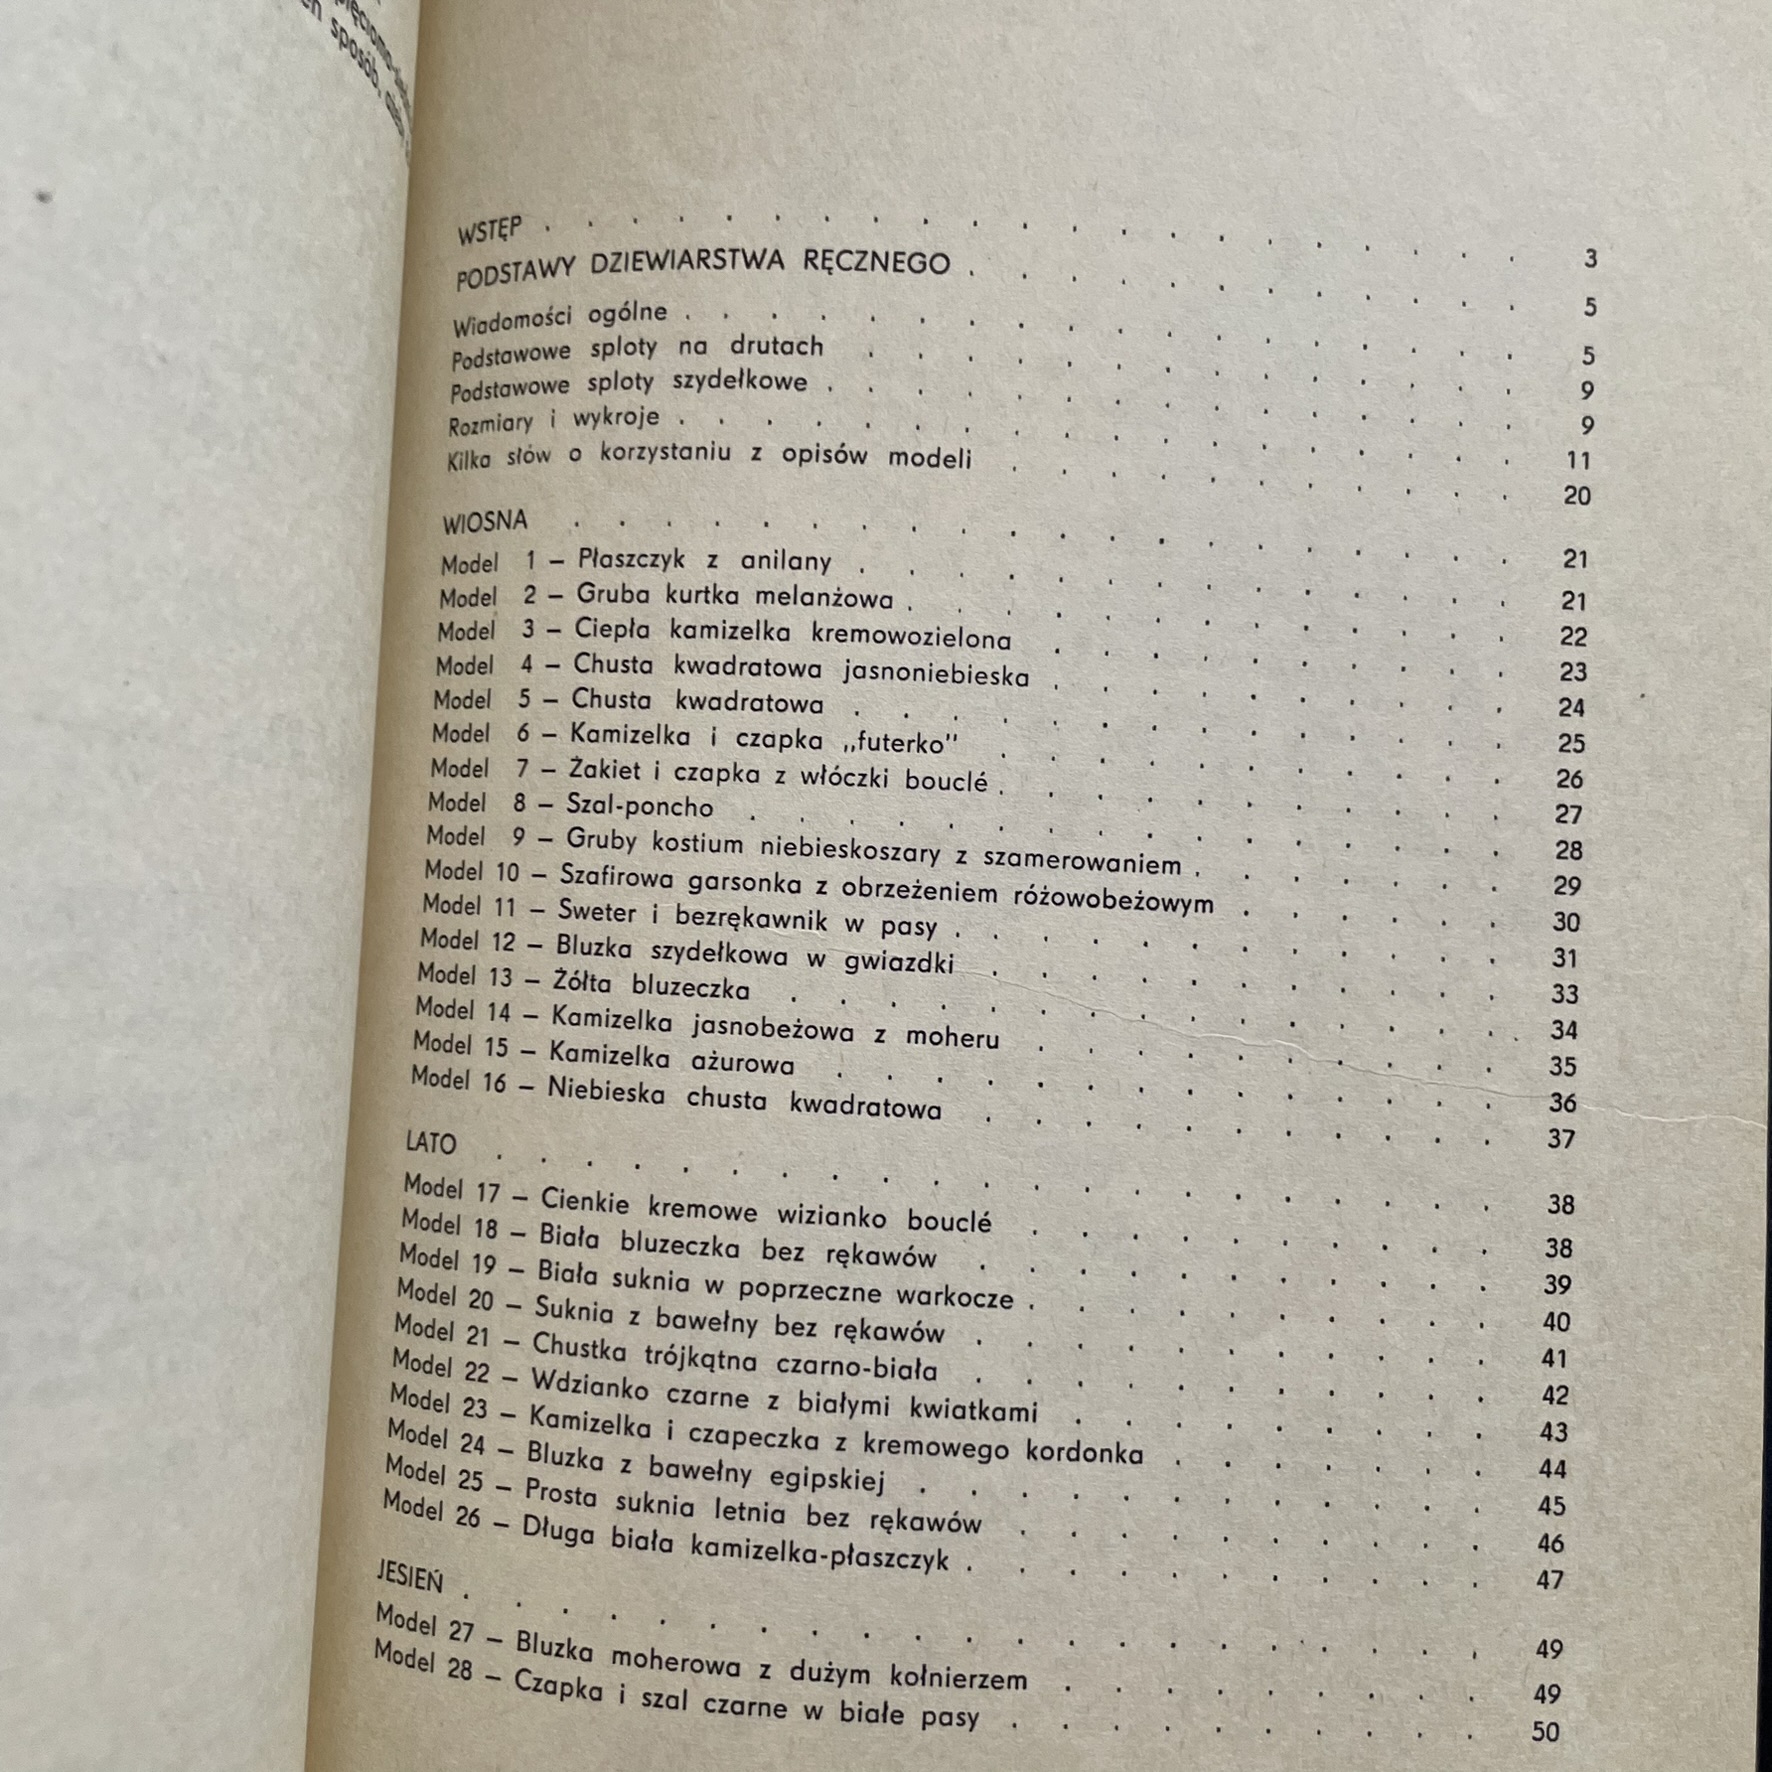 sposób,
WSTĘP . . . . . . . . . . . . . . . . . . . . 3
PODSTAWY DZIEWIARSTWA RĘCZNEGO . . . . . . . . . . . . 5
Wiadomości ogólne . . . . . . . . . . . . . . . . . 5
Podstawowe sploty na drutach . . . . . . . . . . . . . . 9
Podstawowe sploty szydełkowe . . . . . . . . . . . . . . 9
Rozmiary i wykroje . . . . . . . . . . . . . . . . . 11
Kilka słów o korzystaniu z opisów modeli . . . . . . . . . . . 20
WIOSNA . . . . . . . . . . . . . . . . . . . . 21
Model 1 – Płaszczyk z anilany . . . . . . . . . . . . . . 21
Model 2 – Gruba kurtka melanżowa . . . . . . . . . . . . . 22
Model 3 – Ciepła kamizelka kremowozielona . . . . . . . . . . 23
Model 4 – Chusta kwadratowa jasnoniebieska . . . . . . . . . . 24
Model 5 – Chusta kwadratowa . . . . . . . . . . . . . . 25
Model 6 – Kamizelka i czapka „futerko" . . . . . . . . . . . 26
Model 7 – Żakiet i czapka z włóczki bouclé . . . . . . . . . . . 27
Model 8 – Szal-poncho . . . . . . . . . . . . . . . . 28
Model 9 – Gruby kostium niebieskoszary z szamerowaniem . . . . . . . 29
Model 10 – Szafirowa garsonka z obrzeżeniem różowobeżowym . . . . . . 30
Model 11 – Sweter i bezrękawnik w pasy . . . . . . . . . . . . 31
Model 12 – Bluzka szydełkowa w gwiazdki . . . . . . . . . . . 33
Model 13 – Żółta bluzeczka . . . . . . . . . . . . . . . 34
Model 14 – Kamizelka jasnobeżowa z moheru . . . . . . . . . . 35
Model 15 – Kamizelka ażurowa . . . . . . . . . . . . . . 36
Model 16 – Niebieska chusta kwadratowa . . . . . . . . . . . 37
LATO . . . . . . . . . . . . . . . . . . . . . 38
Model 17 – Cienkie kremowe wizianko bouclé . . . . . . . . . . 38
Model 18 – Biała bluzeczka bez rękawów . . . . . . . . . . . 39
Model 19 – Biała suknia w poprzeczne warkocze . . . . . . . . . . 40
Model 20 – Suknia z bawełny bez rękawów . . . . . . . . . . . 41
Model 21 – Chustka trójkątna czarno-biała . . . . . . . . . . . 42
Model 22 – Wdzianko czarne z białymi kwiatkami . . . . . . . . . 43
Model 23 – Kamizelka i czapeczka z kremowego kordonka . . . . . . . 44
Model 24 – Bluzka z bawełny egipskiej . . . . . . . . . . . . 45
Model 25 – Prosta suknia letnia bez rękawów . . . . . . . . . . 46
Model 26 – Długa biała kamizelka-płaszczyk . . . . . . . . . . . 47
JESIEŃ . . . . . . . . . . . . . . . . . . . . . 49
Model 27 – Bluzka moherowa z dużym kołnierzem . . . . . . . . . 49
Model 28 – Czapka i szal czarne w białe pasy . . . . . . . . . . 50